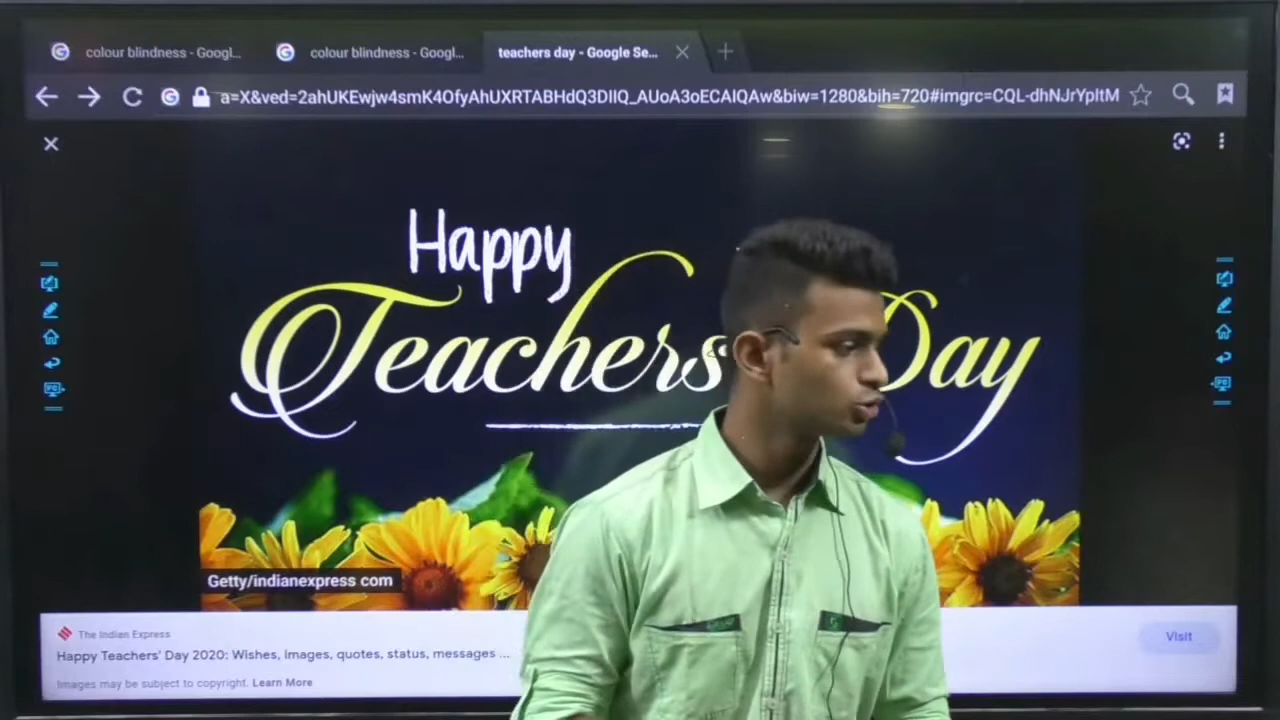 colour blindness - Googl...
colour blindness - Googl...
teachers day - Google Se...
a=X&ved=2ahUKEwjw4smK4OfyAhUXRTABHdQ3DIIQ_AUoA3oECAIQAw&biw=1280&bih=720#imgrc=CQL-dhNJrYpItM
Happy
Teachers Day
Getty/indianexpress com
The Indian Express
Happy Teachers' Day 2020: Wishes, images, quotes, status, messages ...
Visit
Images may be subject to copyright. Learn More